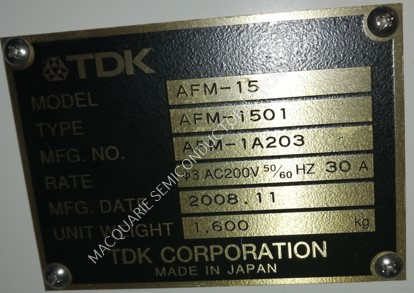 TDK
MODEL AFM-15
TYPE AFM-1501
MFG. NO. AFM-1A203
RATE Φ3 AC200V 50/60 HZ 30 A
MFG. DATE 2008.11
UNIT WEIGHT 1,600 kg
TDK CORPORATION
MADE IN JAPAN
MACQUARIE SEMICONDUCTOR